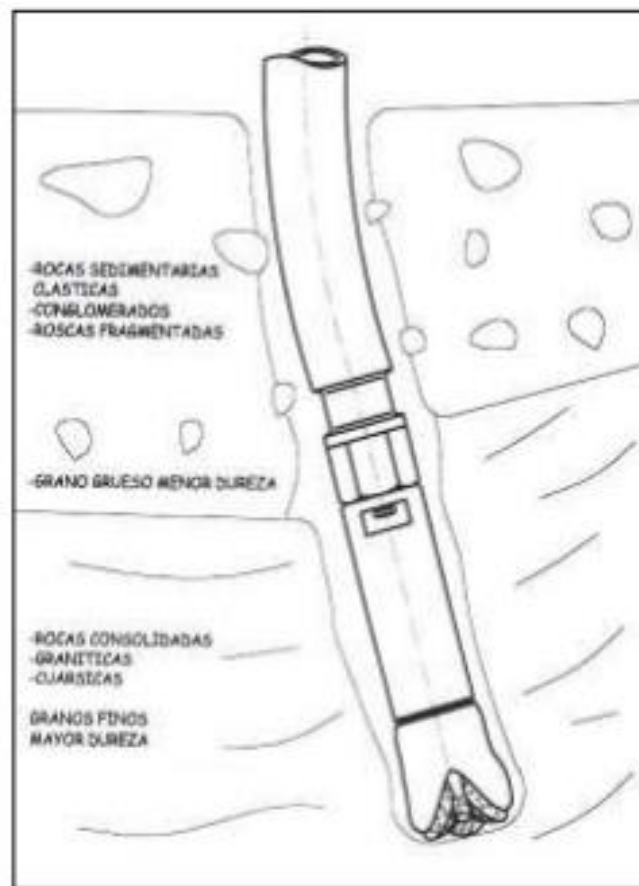 -ROCAS SEDIMENTARIAS
CLASTICAS
-CONGLOMERADOS
-ROSCAS FRAGMENTADAS
-GRANO GRUESO MENOR DUREZA
-ROCAS CONSOLIDADAS
-GRANITICAS
-CUARSICAS
GRANOS FINOS
MAYOR DUREZA